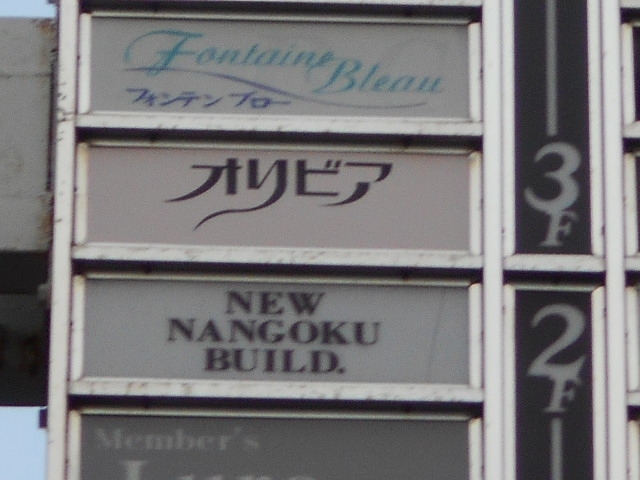 Fontaine Bleau
フォンテンブロー
オリビア
3F
NEW
NANGOKU
BUILD.
2F
Member's